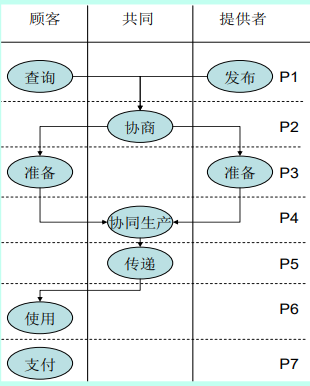 顾客 共同 提供者
查询 发布 P1
协商 P2
准备 准备 P3
协同生产 P4
传递 P5
使用 P6
支付 P7